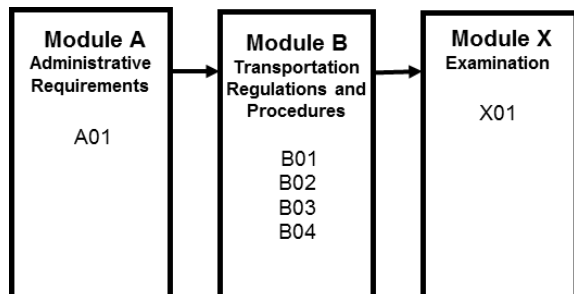 Module A
Administrative
Requirements
A01
Module B
Transportation
Regulations and
Procedures
B01
B02
B03
B04
Module X
Examination
X01